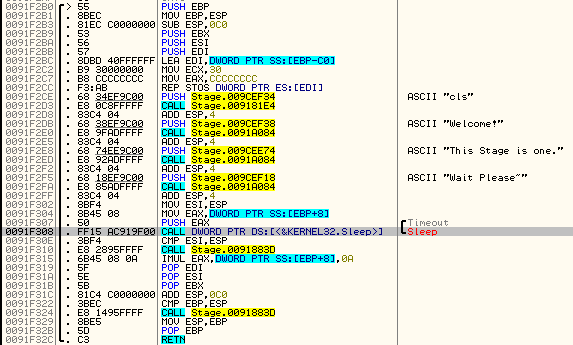 0091F2B0 55 PUSH EBP
0091F2B1 . 8BEC MOV EBP,ESP
0091F2B3 . 81EC C0000000 SUB ESP,0C0
0091F2B9 . 53 PUSH EBX
0091F2BA . 56 PUSH ESI
0091F2BB . 57 PUSH EDI
0091F2BC . 8DBD 40FFFFFF LEA EDI,DWORD PTR SS:[EBP-C0]
0091F2C2 . B9 30000000 MOV ECX,30
0091F2C7 . B8 CCCCCCCC MOV EAX,CCCCCCCC
0091F2CC . F3:AB REP STOS DWORD PTR ES:[EDI]
0091F2CE . 68 34EF9C00 PUSH Stage.009CEF34 ASCII "cls"
0091F2D3 . E8 0C8FFFFF CALL Stage.009181E4
0091F2D8 . 83C4 04 ADD ESP,4
0091F2DB . 68 38EF9C00 PUSH Stage.009CEF38 ASCII "Welcome!"
0091F2E0 . E8 9FADFFFF CALL Stage.0091A084
0091F2E5 . 83C4 04 ADD ESP,4
0091F2E8 . 68 74EE9C00 PUSH Stage.009CEE74 ASCII "This Stage is one."
0091F2ED . E8 92ADFFFF CALL Stage.0091A084
0091F2F2 . 83C4 04 ADD ESP,4
0091F2F5 . 68 18EF9C00 PUSH Stage.009CEF18 ASCII "Wait Please~"
0091F2FA . E8 85ADFFFF CALL Stage.0091A084
0091F2FF . 83C4 04 ADD ESP,4
0091F302 . 8BF4 MOV ESI,ESP
0091F304 . 8B45 08 MOV EAX,DWORD PTR SS:[EBP+8]
0091F307 . 50 PUSH EAX Timeout
0091F308 . FF15 AC919F00 CALL DWORD PTR DS:[<&KERNEL32.Sleep>] Sleep
0091F30E . 3BF4 CMP ESI,ESP
0091F310 . E8 2895FFFF CALL Stage.0091883D
0091F315 . 6B45 08 0A IMUL EAX,DWORD PTR SS:[EBP+8],0A
0091F319 . 5F POP EDI
0091F31A . 5E POP ESI
0091F31B . 5B POP EBX
0091F31C . 81C4 C0000000 ADD ESP,0C0
0091F322 . 3BEC CMP EBP,ESP
0091F324 . E8 1495FFFF CALL Stage.0091883D
0091F329 . 8BE5 MOV ESP,EBP
0091F32B . 5D POP EBP
0091F32C . C3 RETN